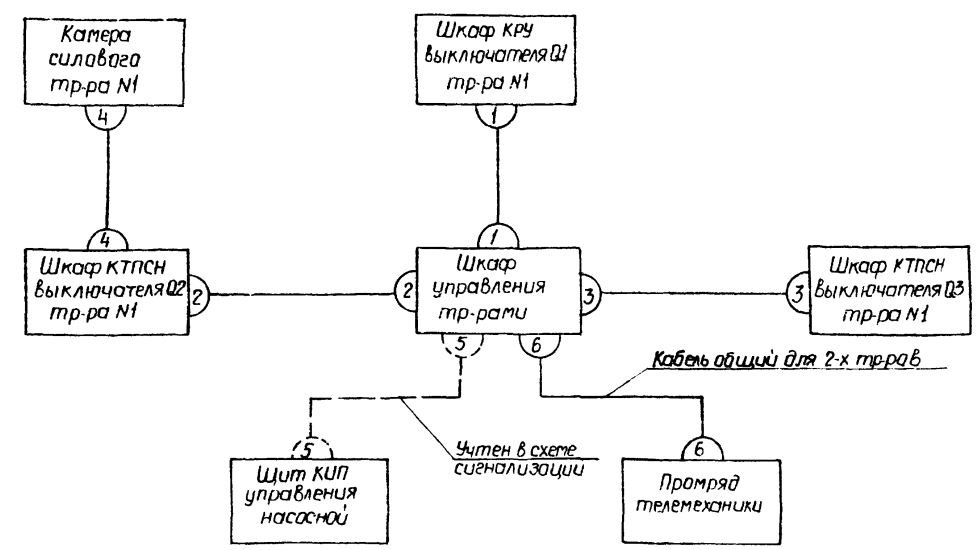 Камера
силового
тр-ра N1
4
Шкаф КРУ
выключателя Q1
тр-ра N1
1
4
Шкаф КТПСН
выключателя Q2
тр-ра N1
2
1
2
Шкаф
управления
тр-рами
3
5
6
3
Шкаф КТПСН
выключателя Q3
тр-ра N1
Кабель общий для 2-х тр-рав
Учтен в схеме
сигнализации
5
Щит КИП
управления
насосной
6
Промряд
телемеханики